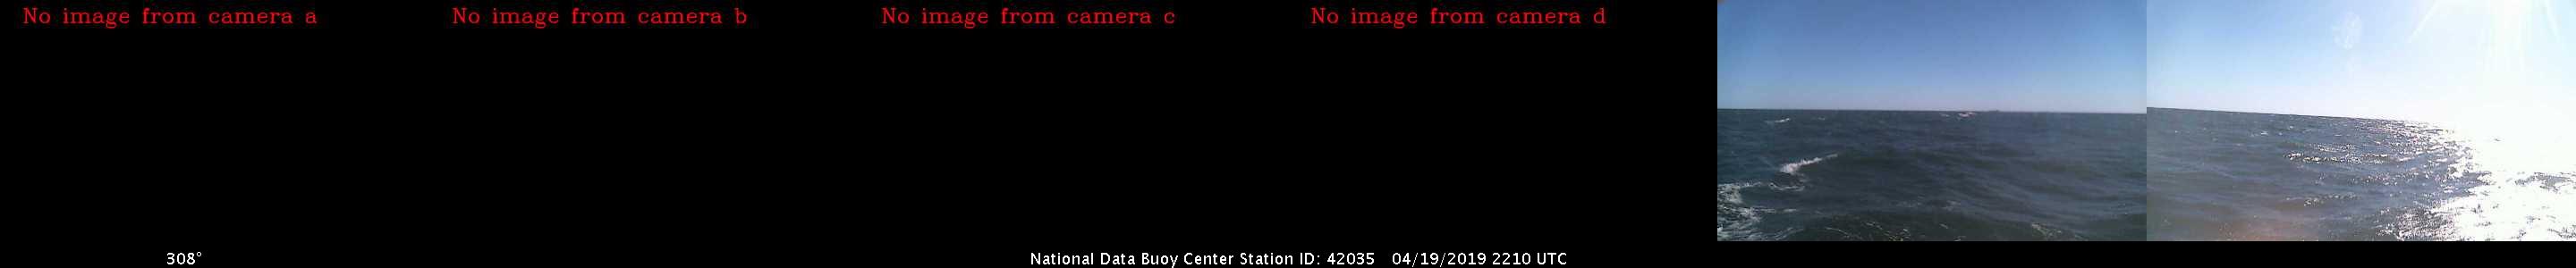 No image from camera a
No image from camera b
No image from camera c
No image from camera d
308°
National Data Buoy Center Station ID: 42035 04/19/2019 2210 UTC